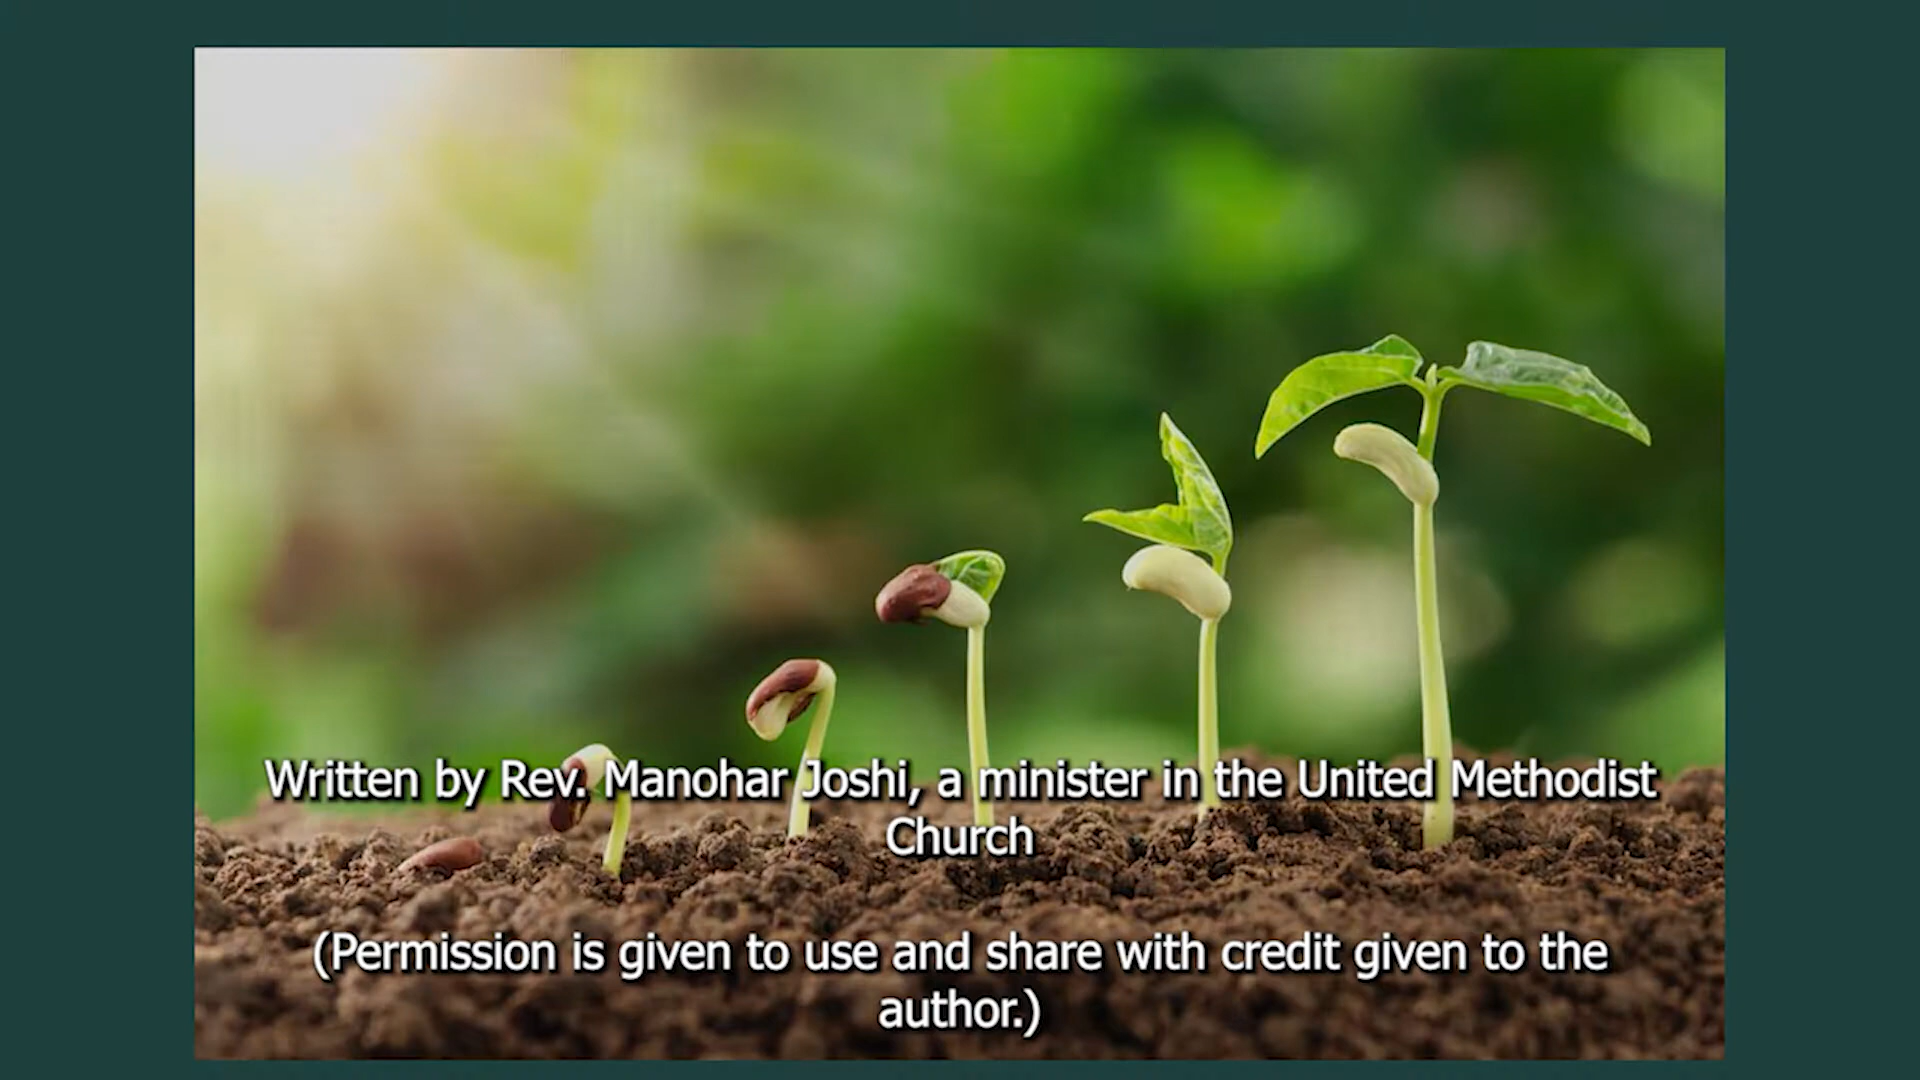 Written by Rev. Manohar Joshi, a minister in the United Methodist
Church
(Permission is given to use and share with credit given to the
author.)